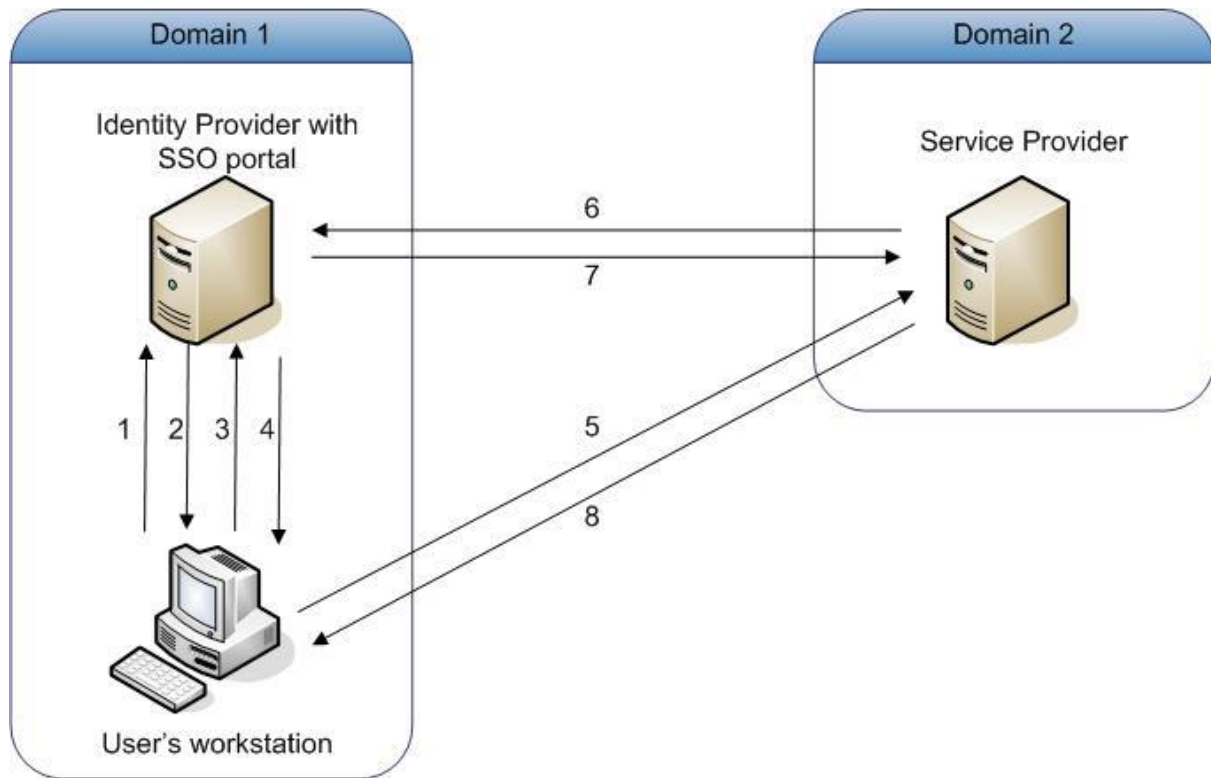 Domain 1
Domain 2
Identity Provider with
SSO portal
Service Provider
6
7
1
2
3
4
5
8
User's workstation